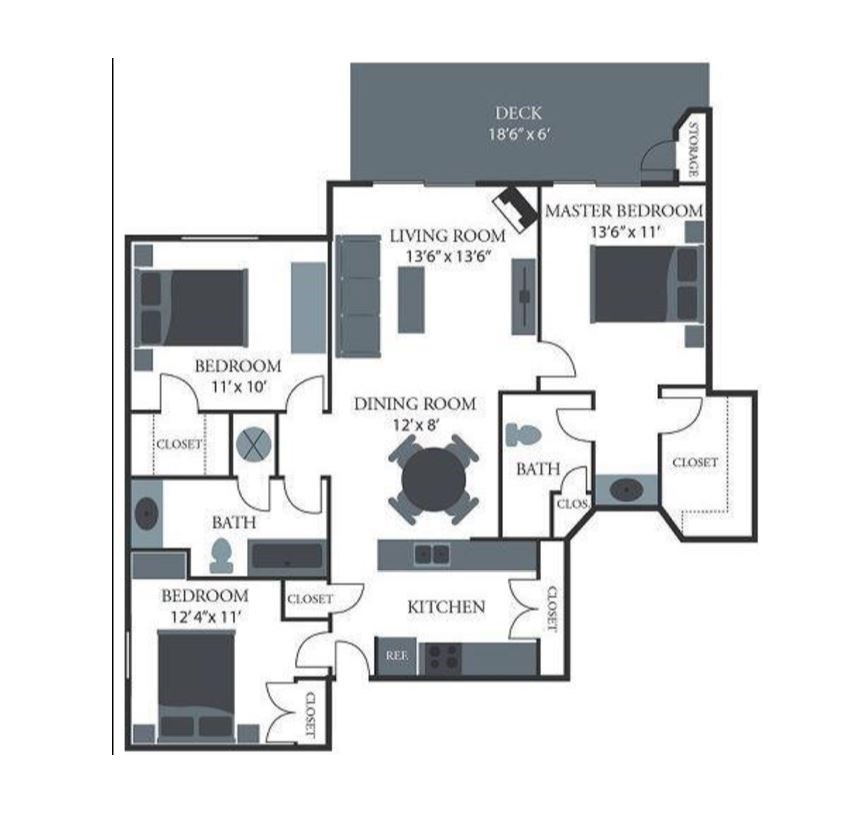 DECK
18'6" x 6'
STORAGE
MASTER BEDROOM
13'6" x 11'
LIVING ROOM
13'6" x 13'6"
BEDROOM
11' x 10'
DINING ROOM
12' x 8'
CLOSET
CLOSET
BATH
CLOS.
BATH
BEDROOM
12' 4"x 11'
CLOSET
KITCHEN
CLOSET
REF.
CLOSET